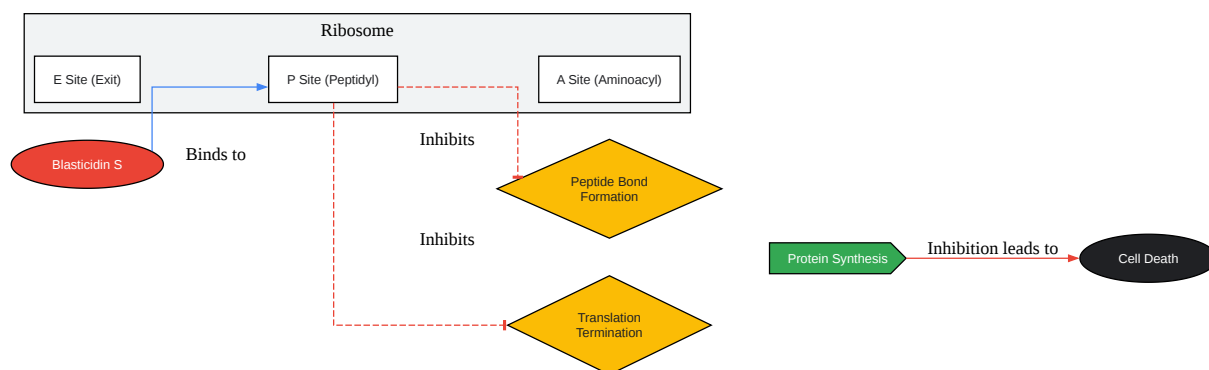 Ribosome
E Site (Exit)
P Site (Peptidyl)
A Site (Aminoacyl)
Inhibits
Blasticidin S
Binds to
Peptide Bond
Formation
Inhibits
Protein Synthesis
Inhibition leads to
Cell Death
Translation
Termination